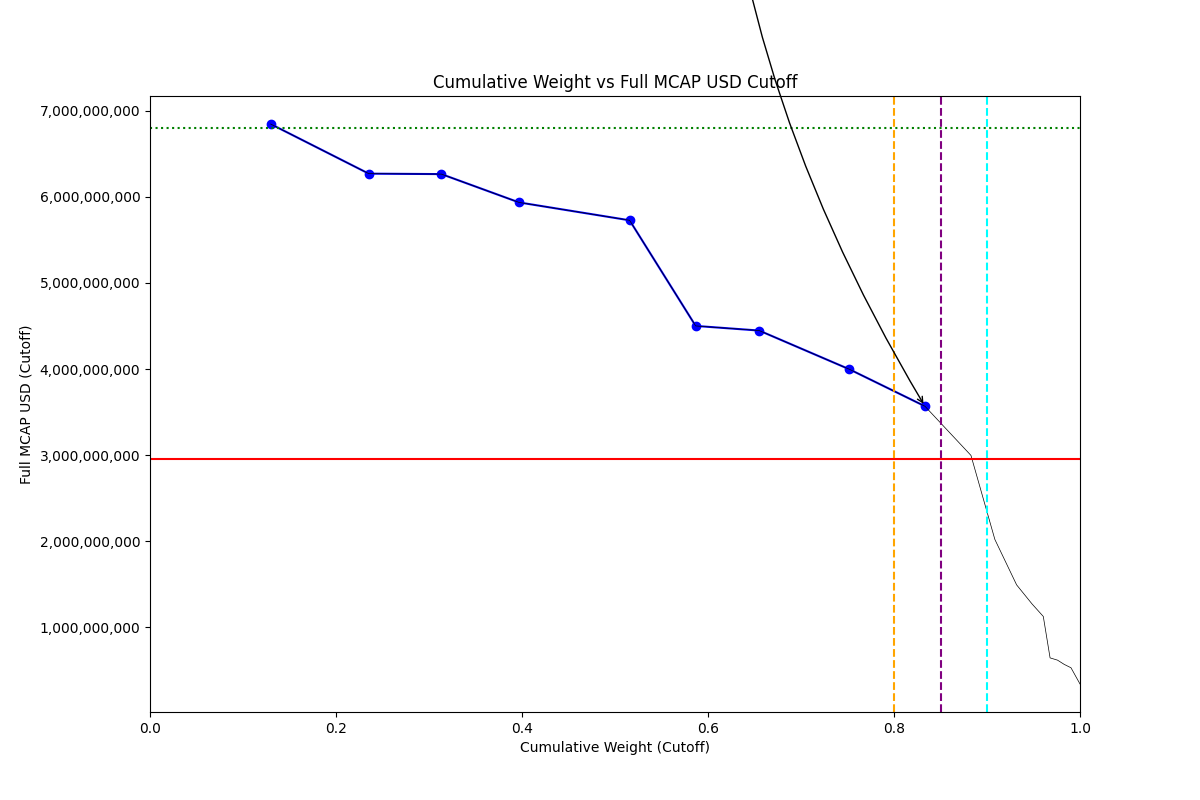 Cumulative Weight vs Full MCAP USD Cutoff
7,000,000,000
6,000,000,000
5,000,000,000
4,000,000,000
3,000,000,000
2,000,000,000
1,000,000,000
Full MCAP USD (Cutoff)
0.0 0.2 0.4 0.6 0.8 1.0
Cumulative Weight (Cutoff)